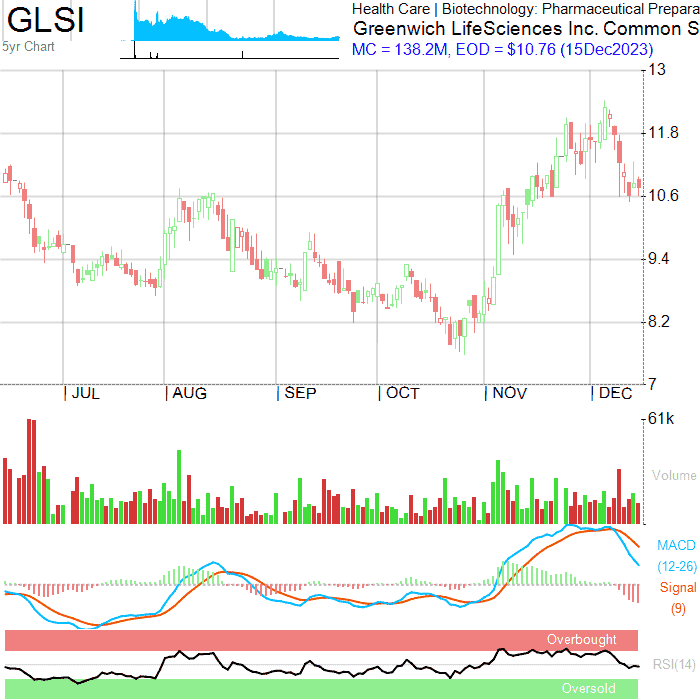 GLSI
5yr Chart
Health Care | Biotechnology: Pharmaceutical Prepara
Greenwich LifeSciences Inc. Common S
MC = 138.2M, EOD = $10.76 (15Dec2023)
13
11.8
10.6
9.4
8.2
7
| JUL | AUG | SEP | OCT | NOV | DEC
61k
Volume
MACD
(12-26)
Signal
(9)
Overbought
RSI(14)
Oversold